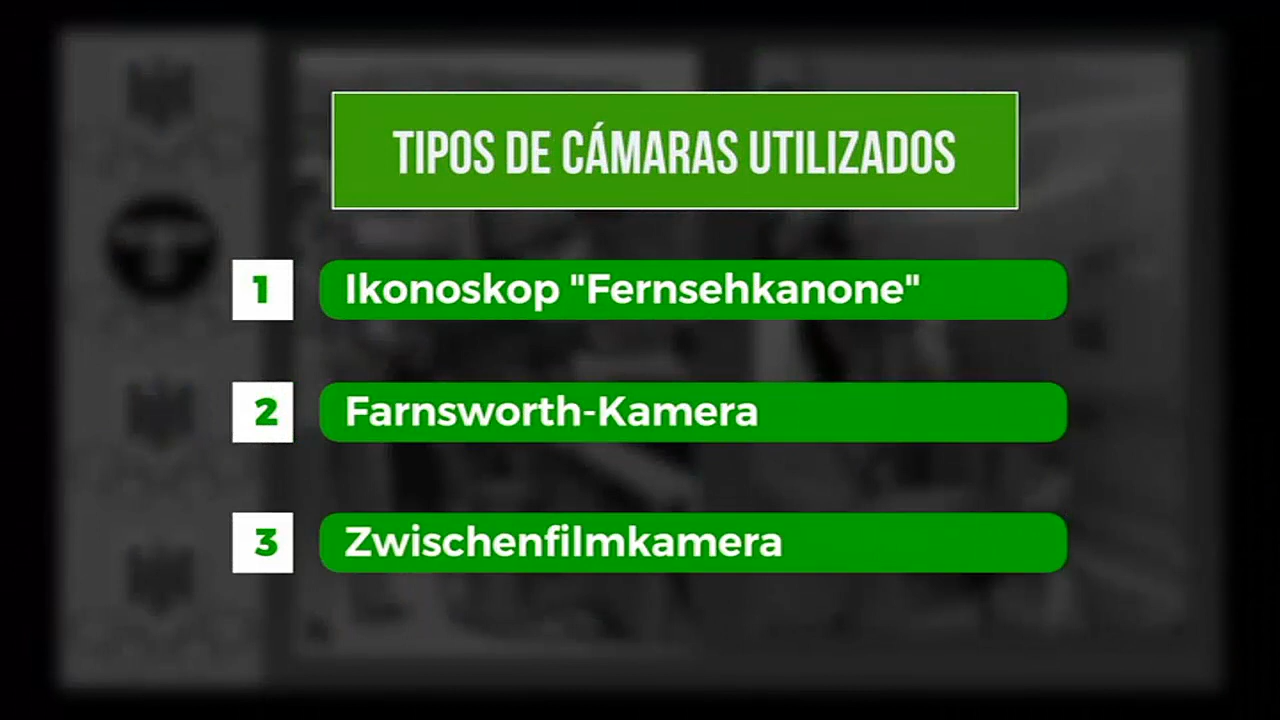 TIPOS DE CÁMARAS UTILIZADOS
1 Ikonoskop "Fernsehkanone"
2 Farnsworth-Kamera
3 Zwischenfilmkamera